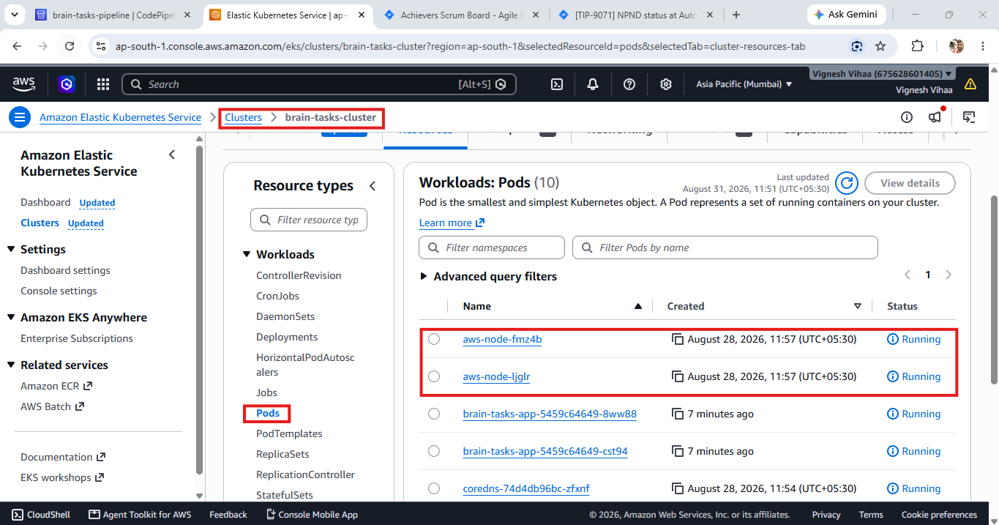 brain-tasks-pipeline | CodePipel
Elastic Kubernetes Service | ap-s
Achievers Scrum Board - Agile B
[TIP-9071] NPND status at Auto
Ask Gemini
ap-south-1.console.aws.amazon.com/eks/clusters/brain-tasks-cluster?region=ap-south-1&selectedResourceId=pods&selectedTab=cluster-resources-tab
aws
Search
[Alt+S]
Asia Pacific (Mumbai)
Vignesh Vihaa (675628601405)
Vignesh Vihaa
Amazon Elastic Kubernetes Service
Clusters
brain-tasks-cluster
Amazon Elastic
Kubernetes Service
Dashboard Updated
Clusters Updated
Settings
Dashboard settings
Console settings
Amazon EKS Anywhere
Enterprise Subscriptions
Related services
Amazon ECR
AWS Batch
Documentation
EKS workshops
Resource types
Filter resource typ
Workloads
ControllerRevision
CronJobs
DaemonSets
Deployments
HorizontalPodAutosc
alers
Jobs
Pods
PodTemplates
ReplicaSets
ReplicationController
StatefulSets
Workloads: Pods (10)
Last updated
August 31, 2026, 11:51 (UTC+05:30)
View details
Pod is the smallest and simplest Kubernetes object. A Pod represents a set of running containers on your cluster.
Learn more
Filter namespaces
Filter Pods by name
Advanced query filters
1
Name Created Status
aws-node-fmz4b August 28, 2026, 11:57 (UTC+05:30) Running
aws-node-ljglr August 28, 2026, 11:57 (UTC+05:30) Running
brain-tasks-app-5459c64649-8ww88 7 minutes ago Running
brain-tasks-app-5459c64649-cst94 7 minutes ago Running
coredns-74d4db96bc-zfxnf August 28, 2026, 11:54 (UTC+05:30) Running
CloudShell
Agent Toolkit for AWS
Feedback
Console Mobile App
© 2026, Amazon Web Services, Inc. or its affiliates.
Privacy
Terms
Cookie preferences